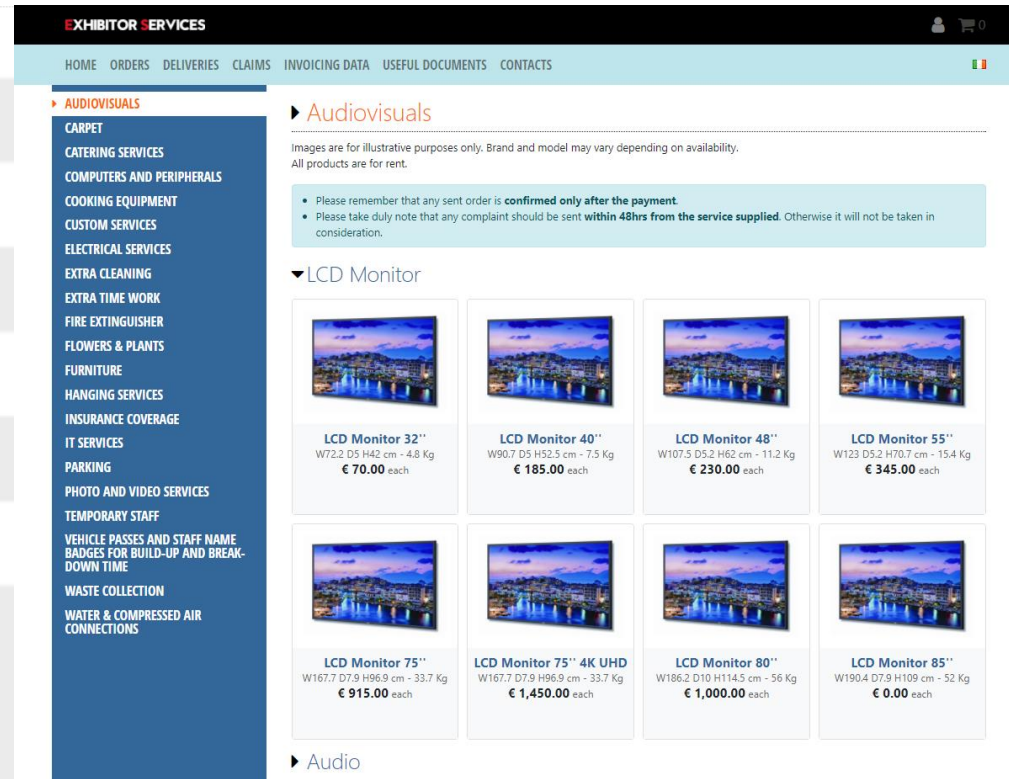 EXHIBITOR SERVICES
0
HOME ORDERS DELIVERIES CLAIMS INVOICING DATA USEFUL DOCUMENTS CONTACTS
AUDIOVISUALS
CARPET
CATERING SERVICES
COMPUTERS AND PERIPHERALS
COOKING EQUIPMENT
CUSTOM SERVICES
ELECTRICAL SERVICES
EXTRA CLEANING
EXTRA TIME WORK
FIRE EXTINGUISHER
FLOWERS & PLANTS
FURNITURE
HANGING SERVICES
INSURANCE COVERAGE
IT SERVICES
PARKING
PHOTO AND VIDEO SERVICES
TEMPORARY STAFF
VEHICLE PASSES AND STAFF NAME
BADGES FOR BUILD-UP AND BREAK-
DOWN TIME
WASTE COLLECTION
WATER & COMPRESSED AIR
CONNECTIONS
Audiovisuals
Images are for illustrative purposes only. Brand and model may vary depending on availability.
All products are for rent.
• Please remember that any sent order is confirmed only after the payment.
• Please take duly note that any complaint should be sent within 48hrs from the service supplied. Otherwise it will not be taken in
consideration.
LCD Monitor
LCD Monitor 32''
W72.2 D5 H42 cm - 4.8 Kg
€ 70.00 each
LCD Monitor 40''
W90.7 D5 H52.5 cm - 7.5 Kg
€ 185.00 each
LCD Monitor 48''
W107.5 D5.2 H62 cm - 11.2 Kg
€ 230.00 each
LCD Monitor 55''
W123 D5.2 H70.7 cm - 15.4 Kg
€ 345.00 each
LCD Monitor 75''
W167.7 D7.9 H96.9 cm - 33.7 Kg
€ 915.00 each
LCD Monitor 75'' 4K UHD
W167.7 D7.9 H96.9 cm - 33.7 Kg
€ 1,450.00 each
LCD Monitor 80''
W186.2 D10 H114.5 cm - 56 Kg
€ 1,000.00 each
LCD Monitor 85''
W190.4 D7.9 H109 cm - 52 Kg
€ 0.00 each
Audio